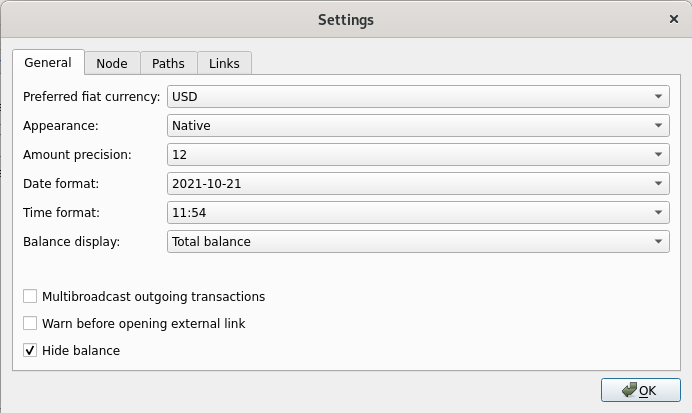 Settings
General Node Paths Links
Preferred fiat currency: USD
Appearance: Native
Amount precision: 12
Date format: 2021-10-21
Time format: 11:54
Balance display: Total balance
Multibroadcast outgoing transactions
Warn before opening external link
Hide balance
OK